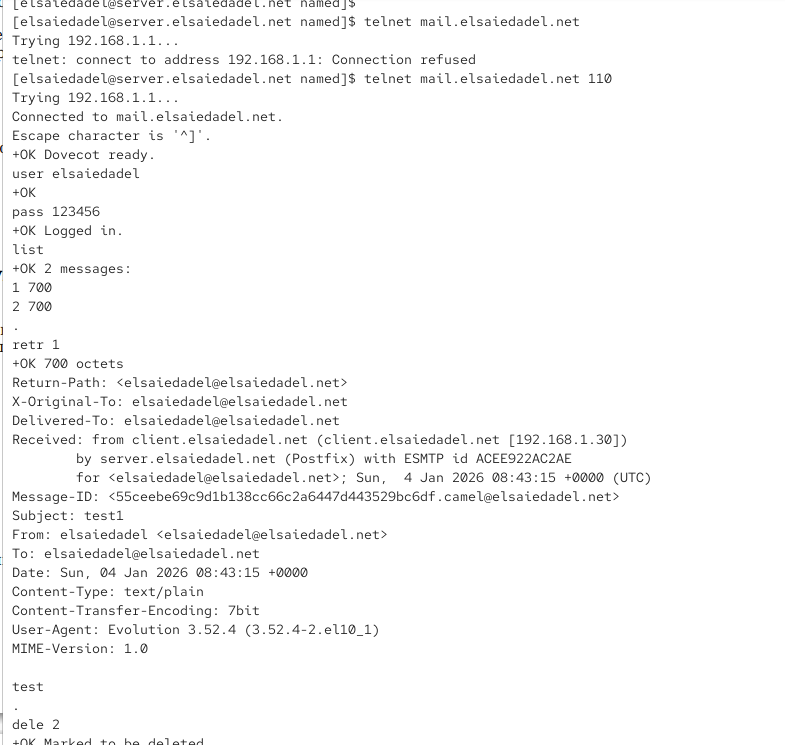 [elsaiedadel@server.elsaiedadel.net named]$
[elsaiedadel@server.elsaiedadel.net named]$ telnet mail.elsaiedadel.net
Trying 192.168.1.1...
telnet: connect to address 192.168.1.1: Connection refused
[elsaiedadel@server.elsaiedadel.net named]$ telnet mail.elsaiedadel.net 110
Trying 192.168.1.1...
Connected to mail.elsaiedadel.net.
Escape character is '^]'.
+OK Dovecot ready.
user elsaiedadel
+OK
pass 123456
+OK Logged in.
list
+OK 2 messages:
1 700
2 700
.
retr 1
+OK 700 octets
Return-Path: <elsaiedadel@elsaiedadel.net>
X-Original-To: elsaiedadel@elsaiedadel.net
Delivered-To: elsaiedadel@elsaiedadel.net
Received: from client.elsaiedadel.net (client.elsaiedadel.net [192.168.1.30])
        by server.elsaiedadel.net (Postfix) with ESMTP id ACEE922AC2AE
        for <elsaiedadel@elsaiedadel.net>; Sun,  4 Jan 2026 08:43:15 +0000 (UTC)
Message-ID: <55ceebe69c9d1b138cc66c2a6447d443529bc6df.camel@elsaiedadel.net>
Subject: test1
From: elsaiedadel <elsaiedadel@elsaiedadel.net>
To: elsaiedadel@elsaiedadel.net
Date: Sun, 04 Jan 2026 08:43:15 +0000
Content-Type: text/plain
Content-Transfer-Encoding: 7bit
User-Agent: Evolution 3.52.4 (3.52.4-2.el10_1)
MIME-Version: 1.0

test
.
dele 2
+OK Marked to be deleted.